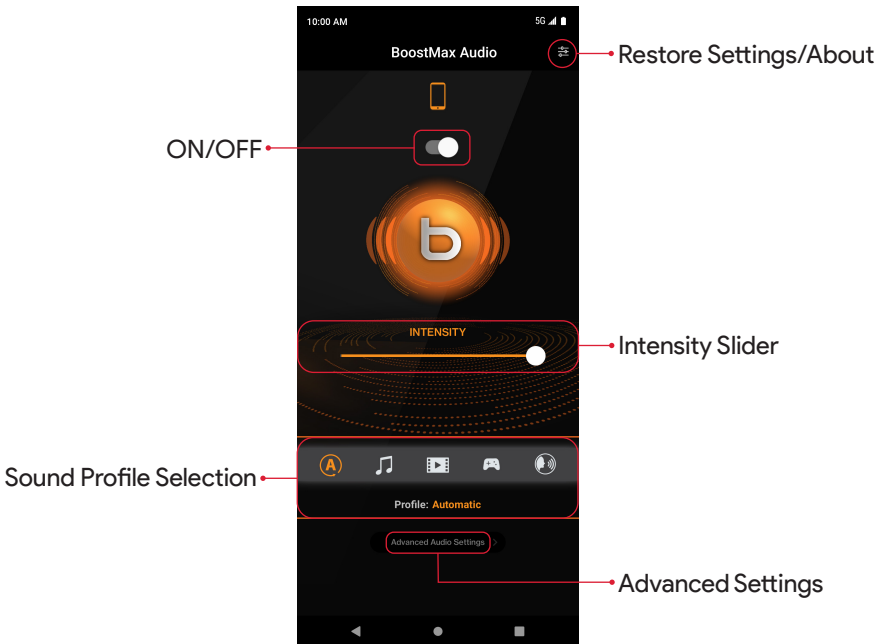 10:00 AM
5G
BoostMax Audio
Restore Settings/About
ON/OFF
b
INTENSITY
Intensity Slider
A
Sound Profile Selection
Profile: Automatic
Advanced Audio Settings
Advanced Settings